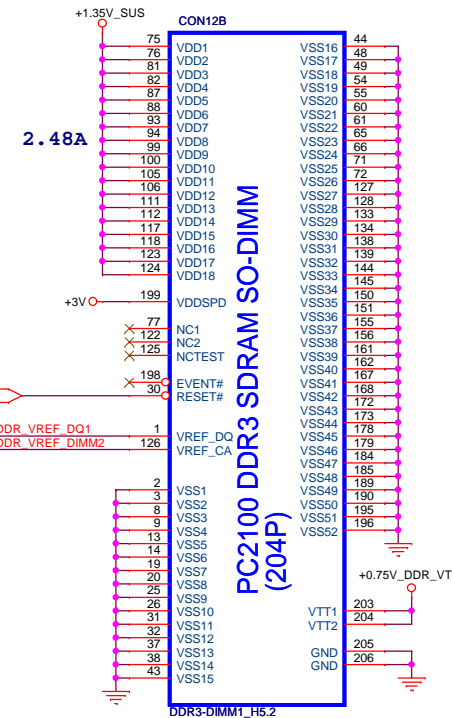 +1.35V_SUS
CON12B
75 VDD1 VSS16 44
76 VDD2 VSS17 48
81 VDD3 VSS18 49
82 VDD4 VSS19 54
87 VDD5 VSS20 55
88 VDD6 VSS21 60
93 VDD7 VSS22 61
94 VDD8 VSS23 65
99 VDD9 VSS24 66
100 VDD10 VSS25 71
105 VDD11 VSS26 72
106 VDD12 VSS27 127
111 VDD13 VSS28 128
112 VDD14 VSS29 133
117 VDD15 VSS30 134
118 VDD16 VSS31 138
123 VDD17 VSS32 139
124 VDD18 VSS33 144
2.48A
VSS34 145
+3V 199 VDDSPD VSS35 150
VSS36 151
77 NC1 VSS37 155
122 NC2 VSS38 156
125 NCTEST VSS39 161
VSS40 162
198 EVENT# VSS41 167
30 RESET# VSS42 168
VSS43 172
VSS44 173
DDR_VREF_DQ1 1 VREF_DQ VSS45 178
DDR_VREF_DIMM2 126 VREF_CA VSS46 179
VSS47 184
VSS48 185
2 VSS1 VSS49 189
3 VSS2 VSS50 190
8 VSS3 VSS51 195
9 VSS4 VSS52 196
13 VSS5
14 VSS6
19 VSS7
20 VSS8
25 VSS9
26 VSS10
31 VSS11
32 VSS12
37 VSS13
38 VSS14
43 VSS15
PC2100 DDR3 SDRAM SO-DIMM
(204P)
+0.75V_DDR_VT
VTT1 203
VTT2 204
GND 205
GND 206
DDR3-DIMM1_H5.2